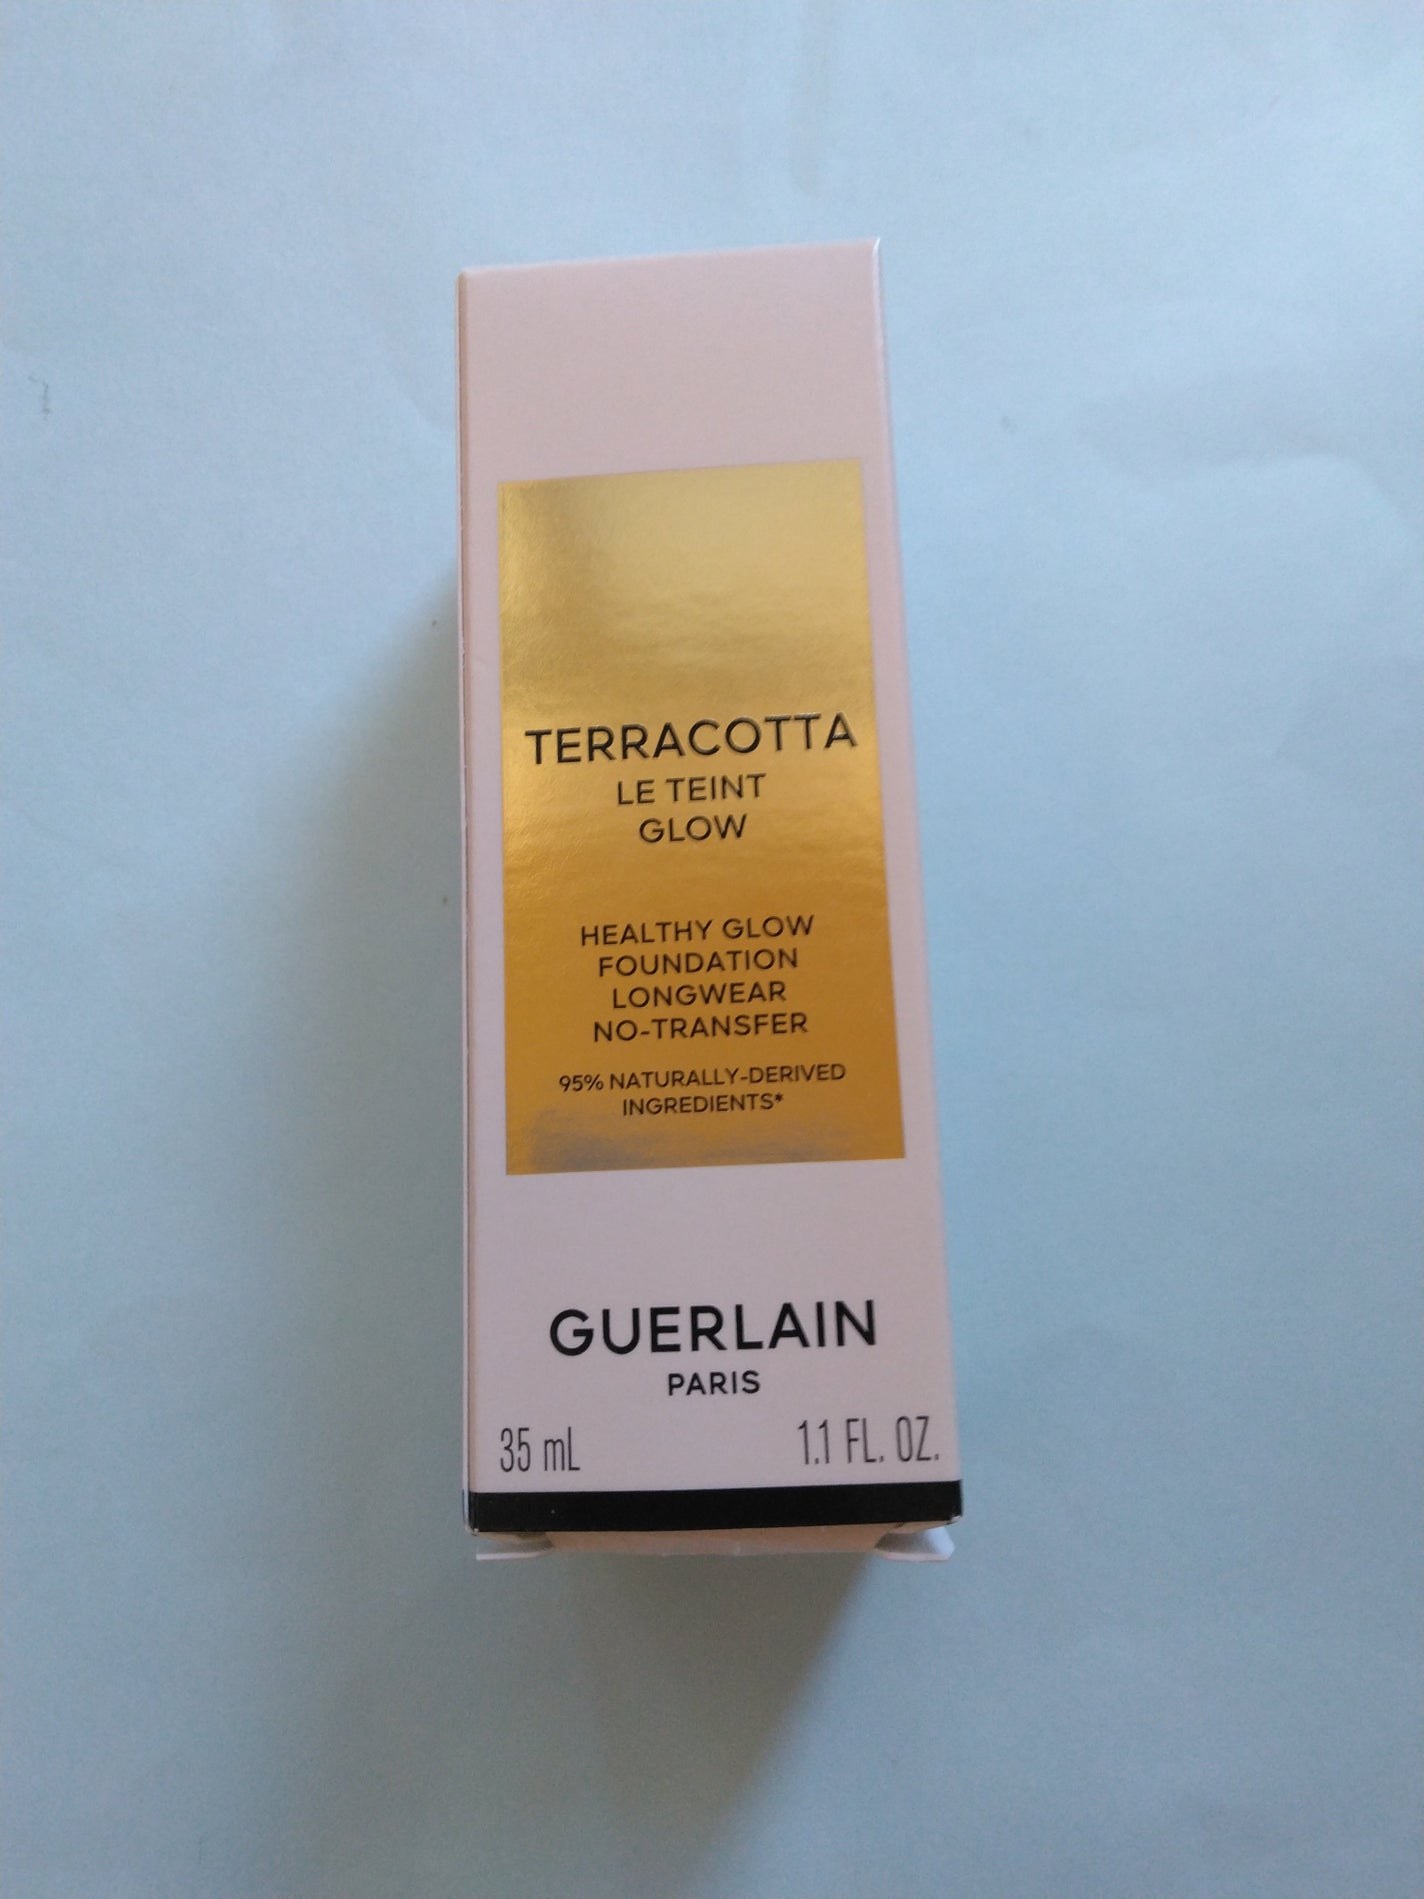 TERRACOTTA
LE TEINT
GLOW
HEALTHY GLOW
FOUNDATION
LONGWEAR
NO-TRANSFER
95% NATURALLY-DERIVED
INGREDIENTS*
GUERLAIN
PARIS
35 mL 1.1 FL. OZ.